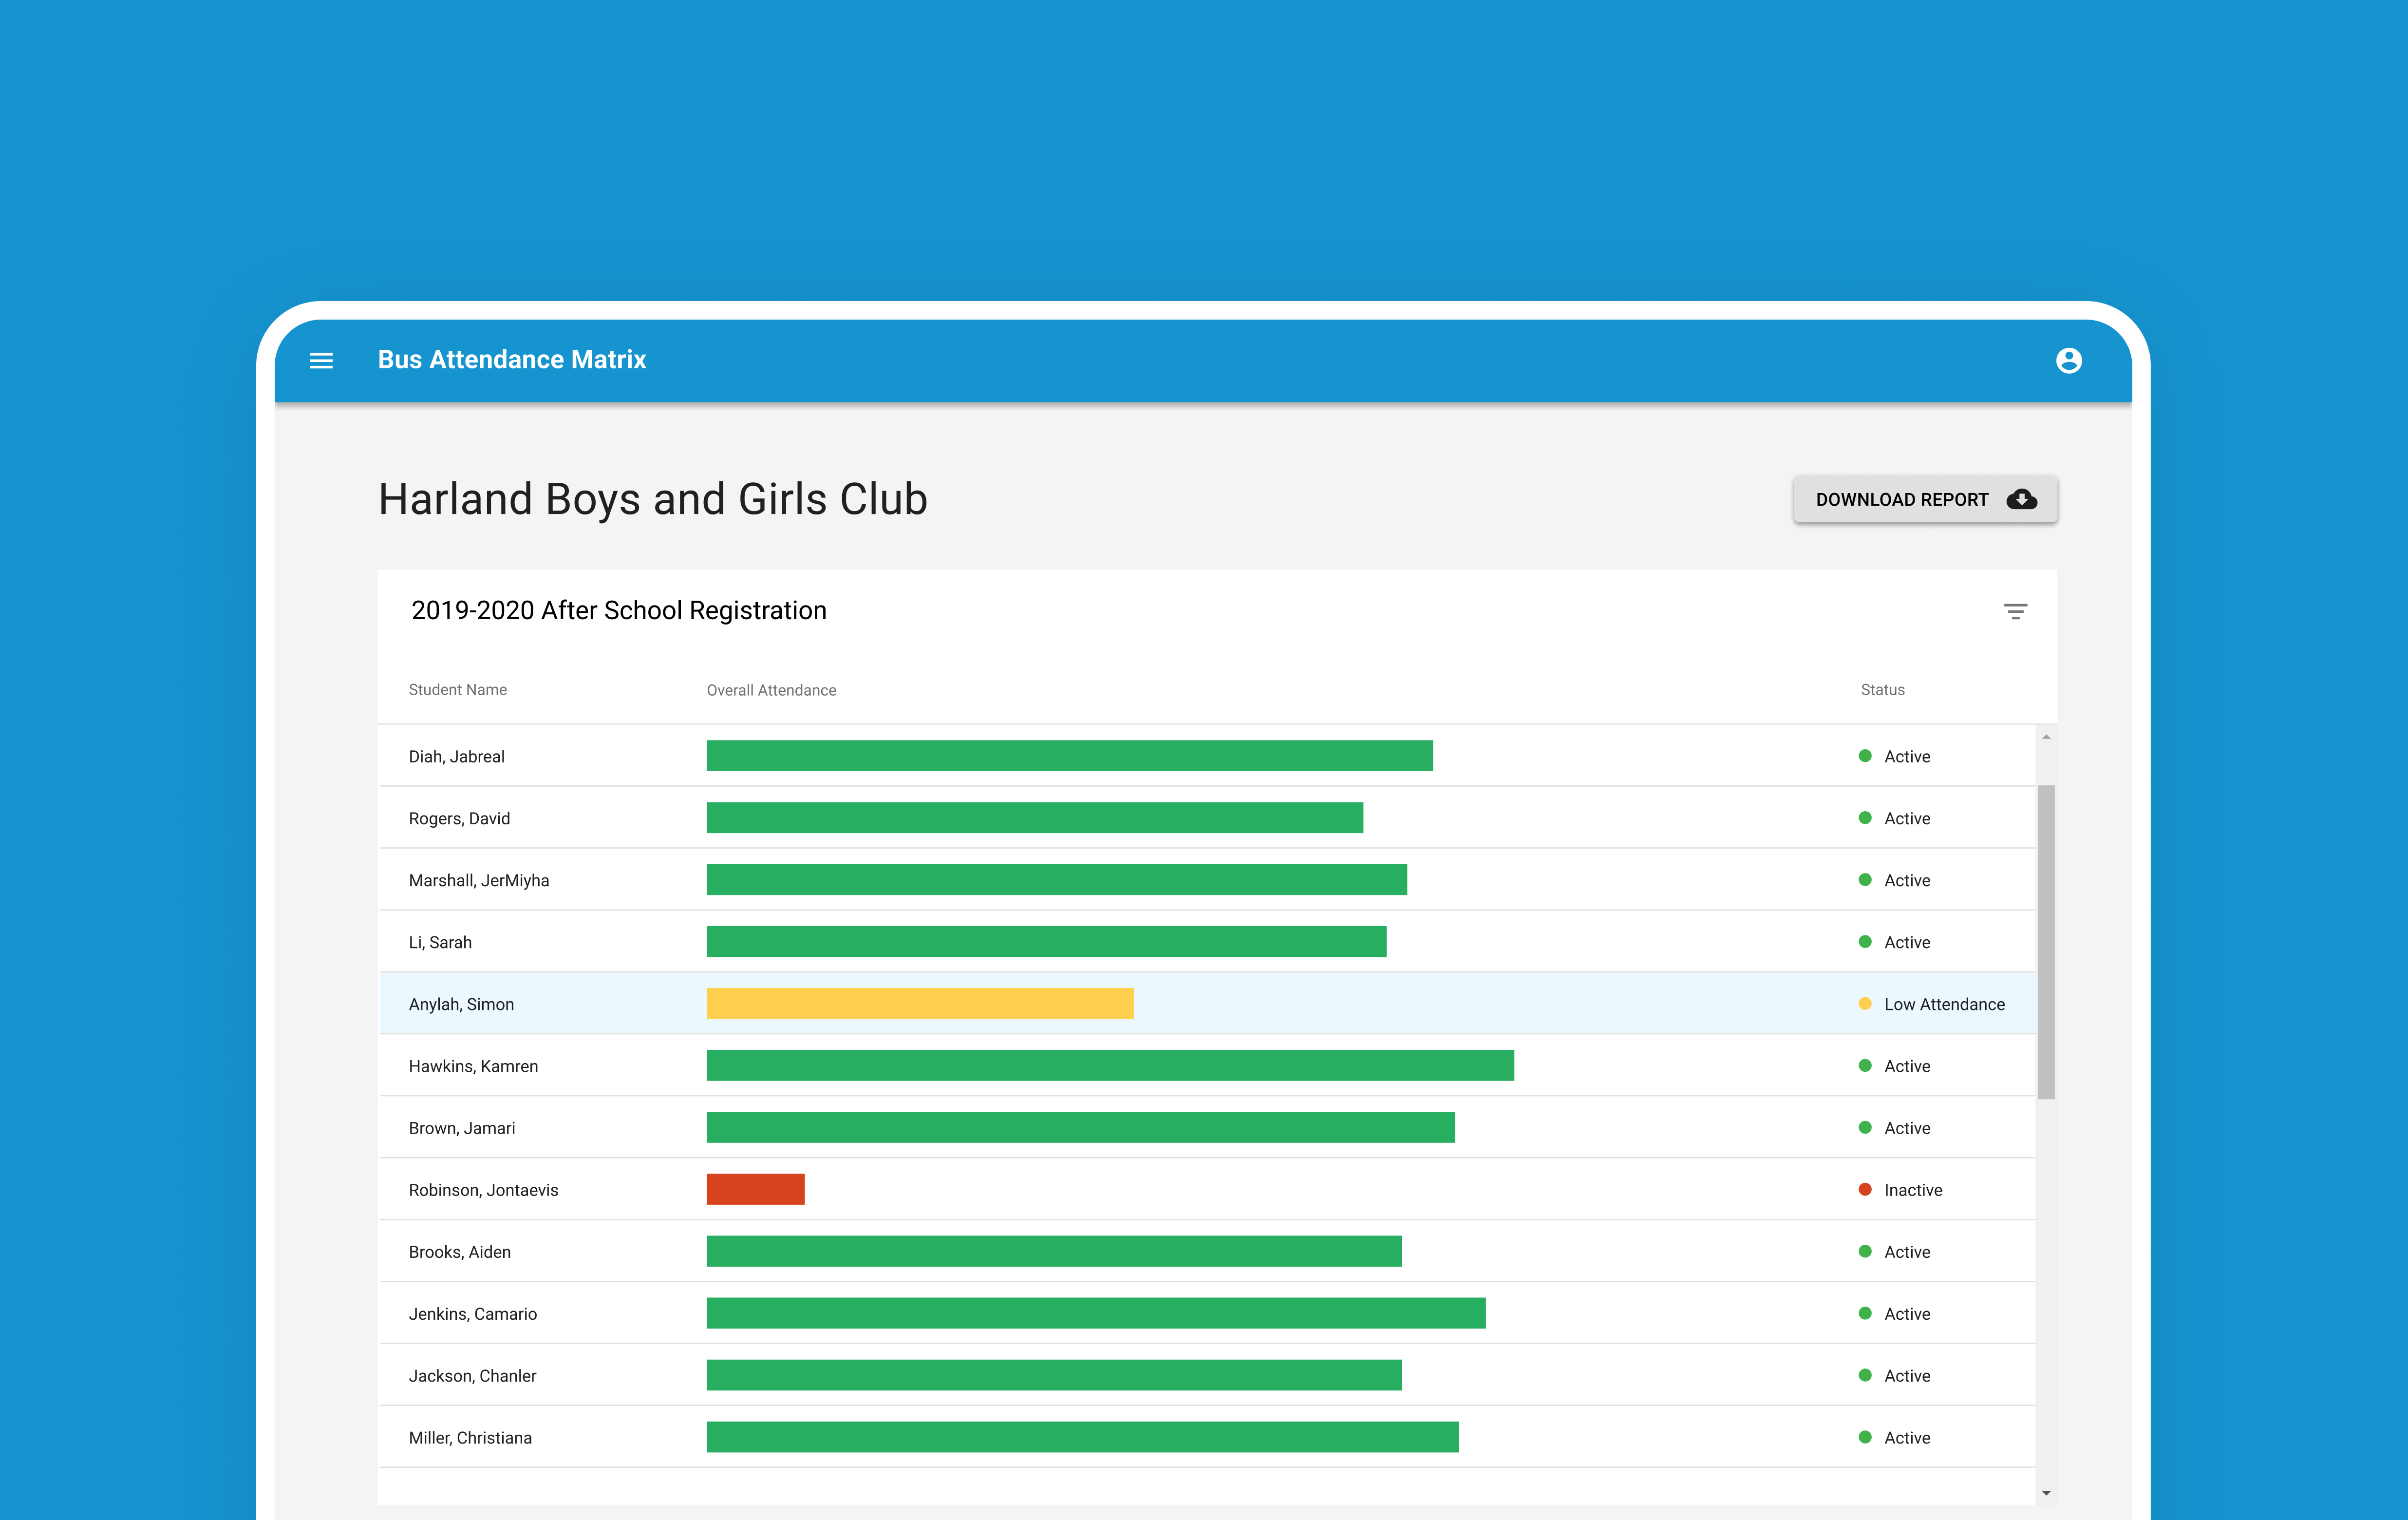 Bus Attendance Matrix
Harland Boys and Girls Club
DOWNLOAD REPORT
2019-2020 After School Registration
Student Name Overall Attendance Status
Diah, Jabreal Active
Rogers, David Active
Marshall, JerMiyha Active
Li, Sarah Active
Anylah, Simon Low Attendance
Hawkins, Kamren Active
Brown, Jamari Active
Robinson, Jontaevis Inactive
Brooks, Aiden Active
Jenkins, Camario Active
Jackson, Chanler Active
Miller, Christiana Active